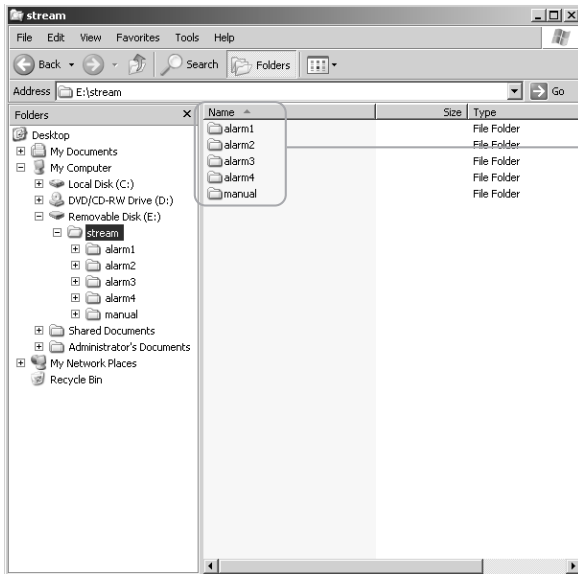 stream
File Edit View Favorites Tools Help
Back Search Folders
Address E:\stream Go
Folders x Name Size Type
Desktop
My Documents
My Computer
Local Disk (C:)
DVD/CD-RW Drive (D:)
Removable Disk (E:)
stream
alarm1
alarm2
alarm3
alarm4
manual
Shared Documents
Administrator's Documents
My Network Places
Recycle Bin
alarm1 File Folder
alarm2 File Folder
alarm3 File Folder
alarm4 File Folder
manual File Folder